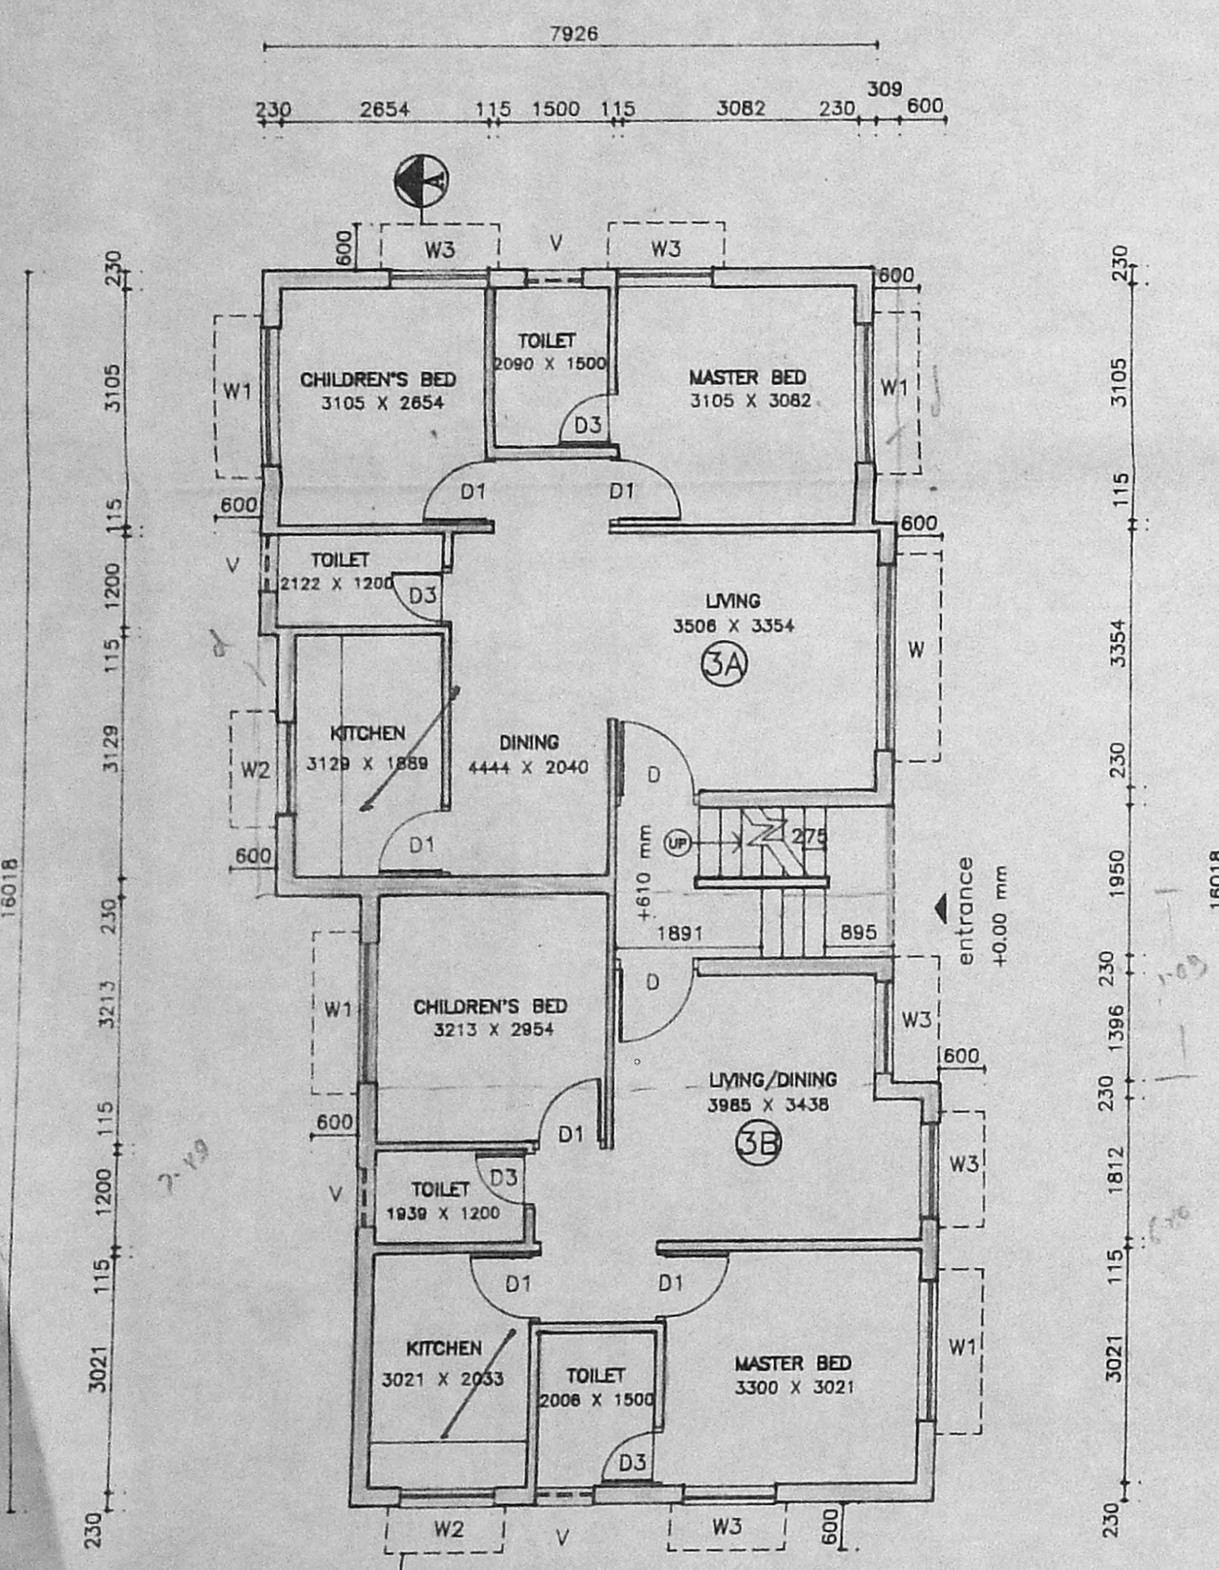 7926
309
230 2654 115 1500 115 3082 230 600
A
600 W3 V W3
230 230
600
TOILET
2090 X 1500
CHILDREN'S BED
3105 X 2654
MASTER BED
3105 X 3082
W1 W1
3105 3105
D3
D1 D1
600 600
115 115
V
TOILET
2122 X 1200
D3
1200
LIVING
3506 X 3354
3A
W
3354
115
KITCHEN
3129 X 1889
DINING
4444 X 2040
W2
3129
D
230
D1
UP
275
+610 mm
600
1891 895
entrance
+0.00 mm
1950
16018 16018
230
230
D
CHILDREN'S BED
3213 X 2954
W1
3213
W3
1396
600
LIVING/DINING
3985 X 3438
3B
230
600
115
D1
W3
1812
V
TOILET
1939 X 1200
D3
1200
115 115
D1 D1
KITCHEN
3021 X 2033
TOILET
2006 X 1500
MASTER BED
3300 X 3021
W1
3021 3021
D3
230 230
W2 V W3
600